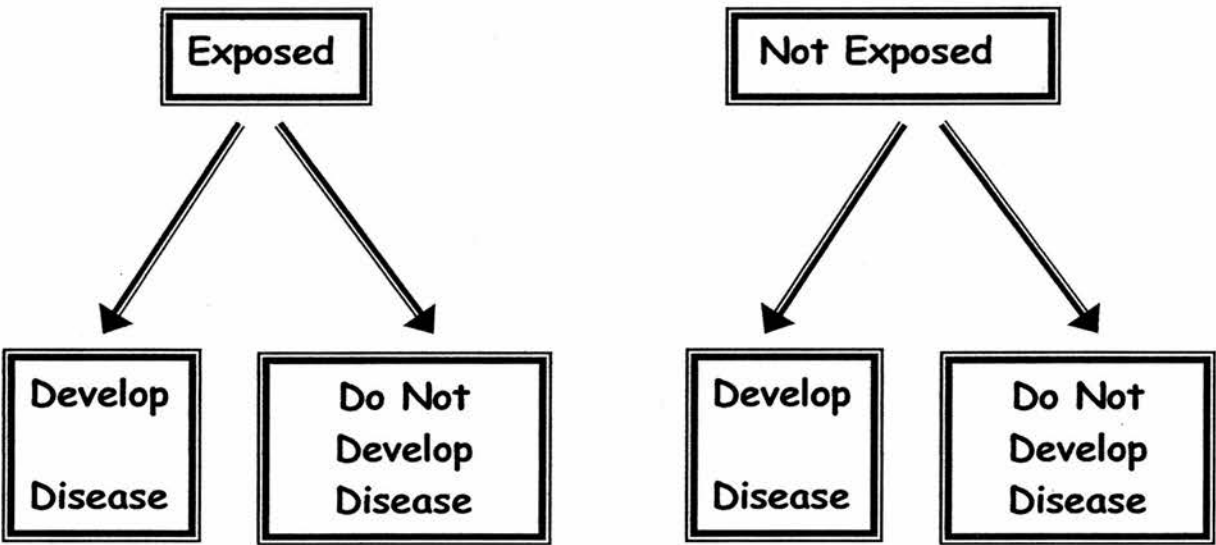 Exposed
Not Exposed
Develop
Disease
Do Not
Develop
Disease
Develop
Disease
Do Not
Develop
Disease